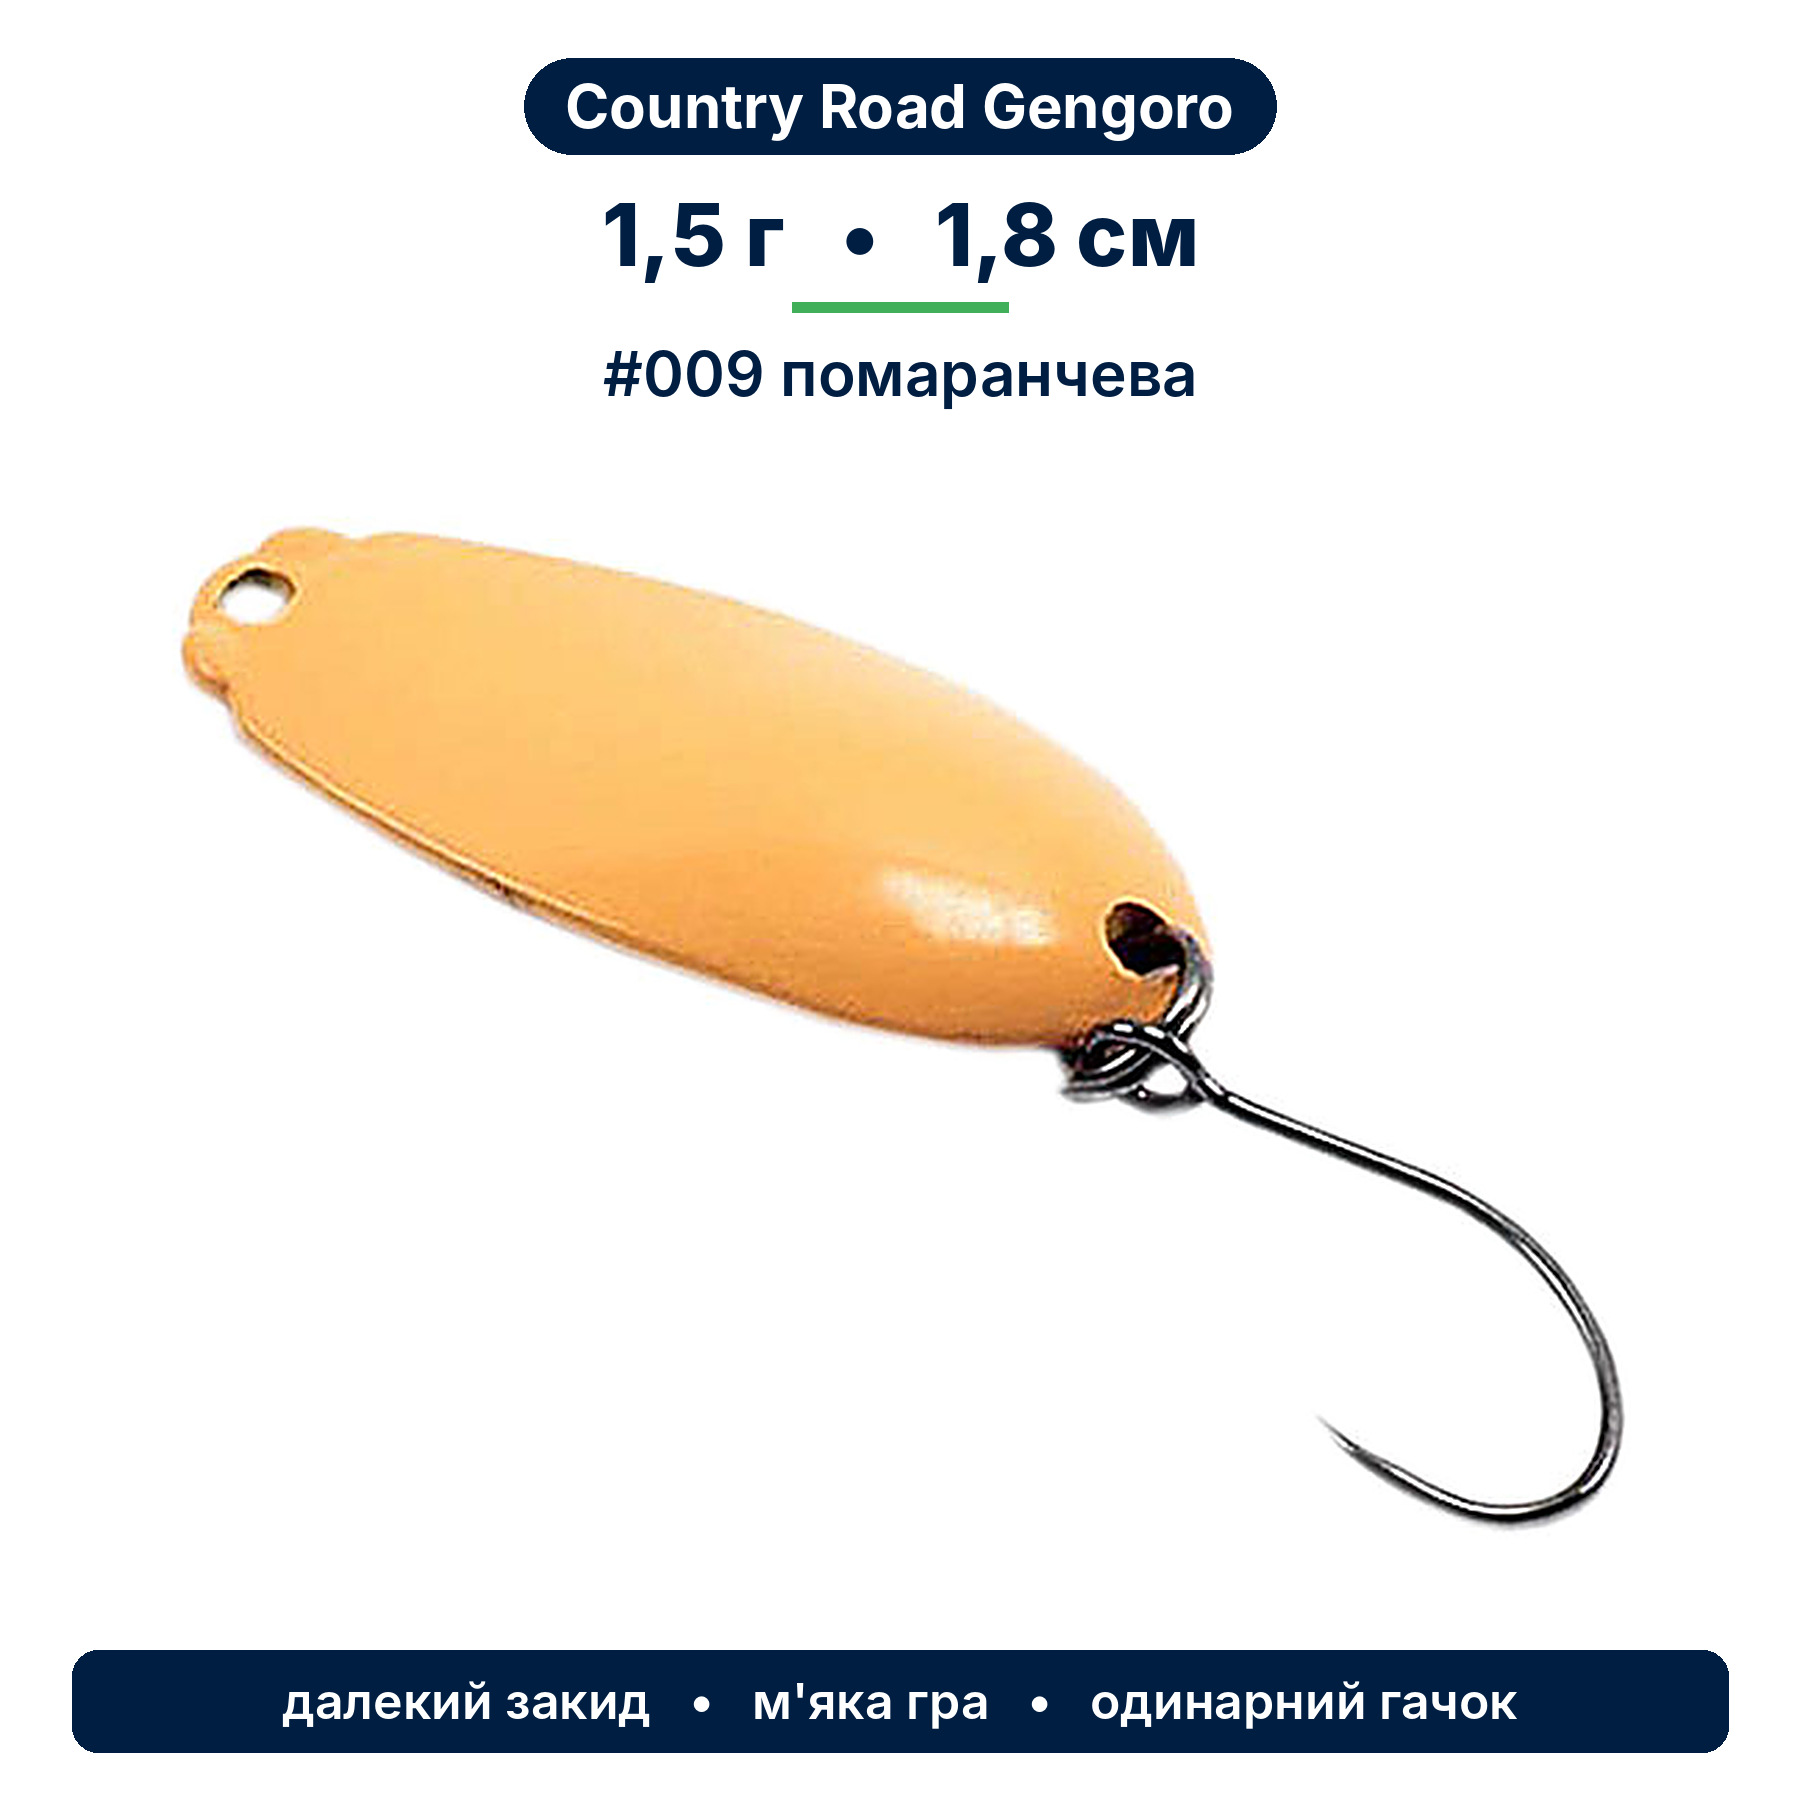 Country Road Gengoro
1,5 г • 1,8 см
#009 помаранчева
далекий закид • м'яка гра • одинарний гачок